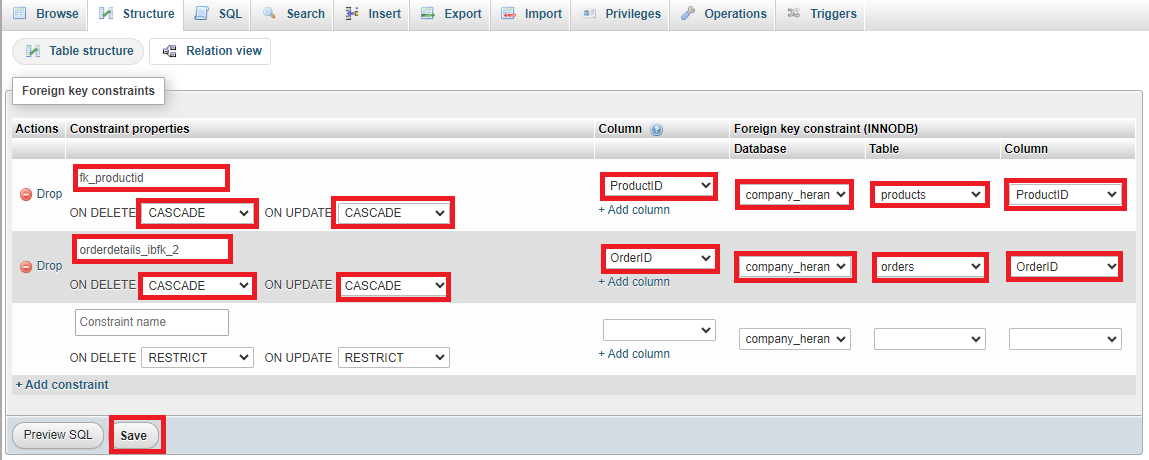 Browse Structure SQL Search Insert Export Import Privileges Operations Triggers
Table structure Relation view
Foreign key constraints
Actions Constraint properties Column Foreign key constraint (INNODB)
Database Table Column
fk_productid
Drop ProductID company_heran products ProductID
ON DELETE CASCADE ON UPDATE CASCADE + Add column
orderdetails_ibfk_2
Drop OrderID company_heran orders OrderID
ON DELETE CASCADE ON UPDATE CASCADE + Add column
Constraint name
company_heran
ON DELETE RESTRICT ON UPDATE RESTRICT + Add column
+ Add constraint
Preview SQL Save